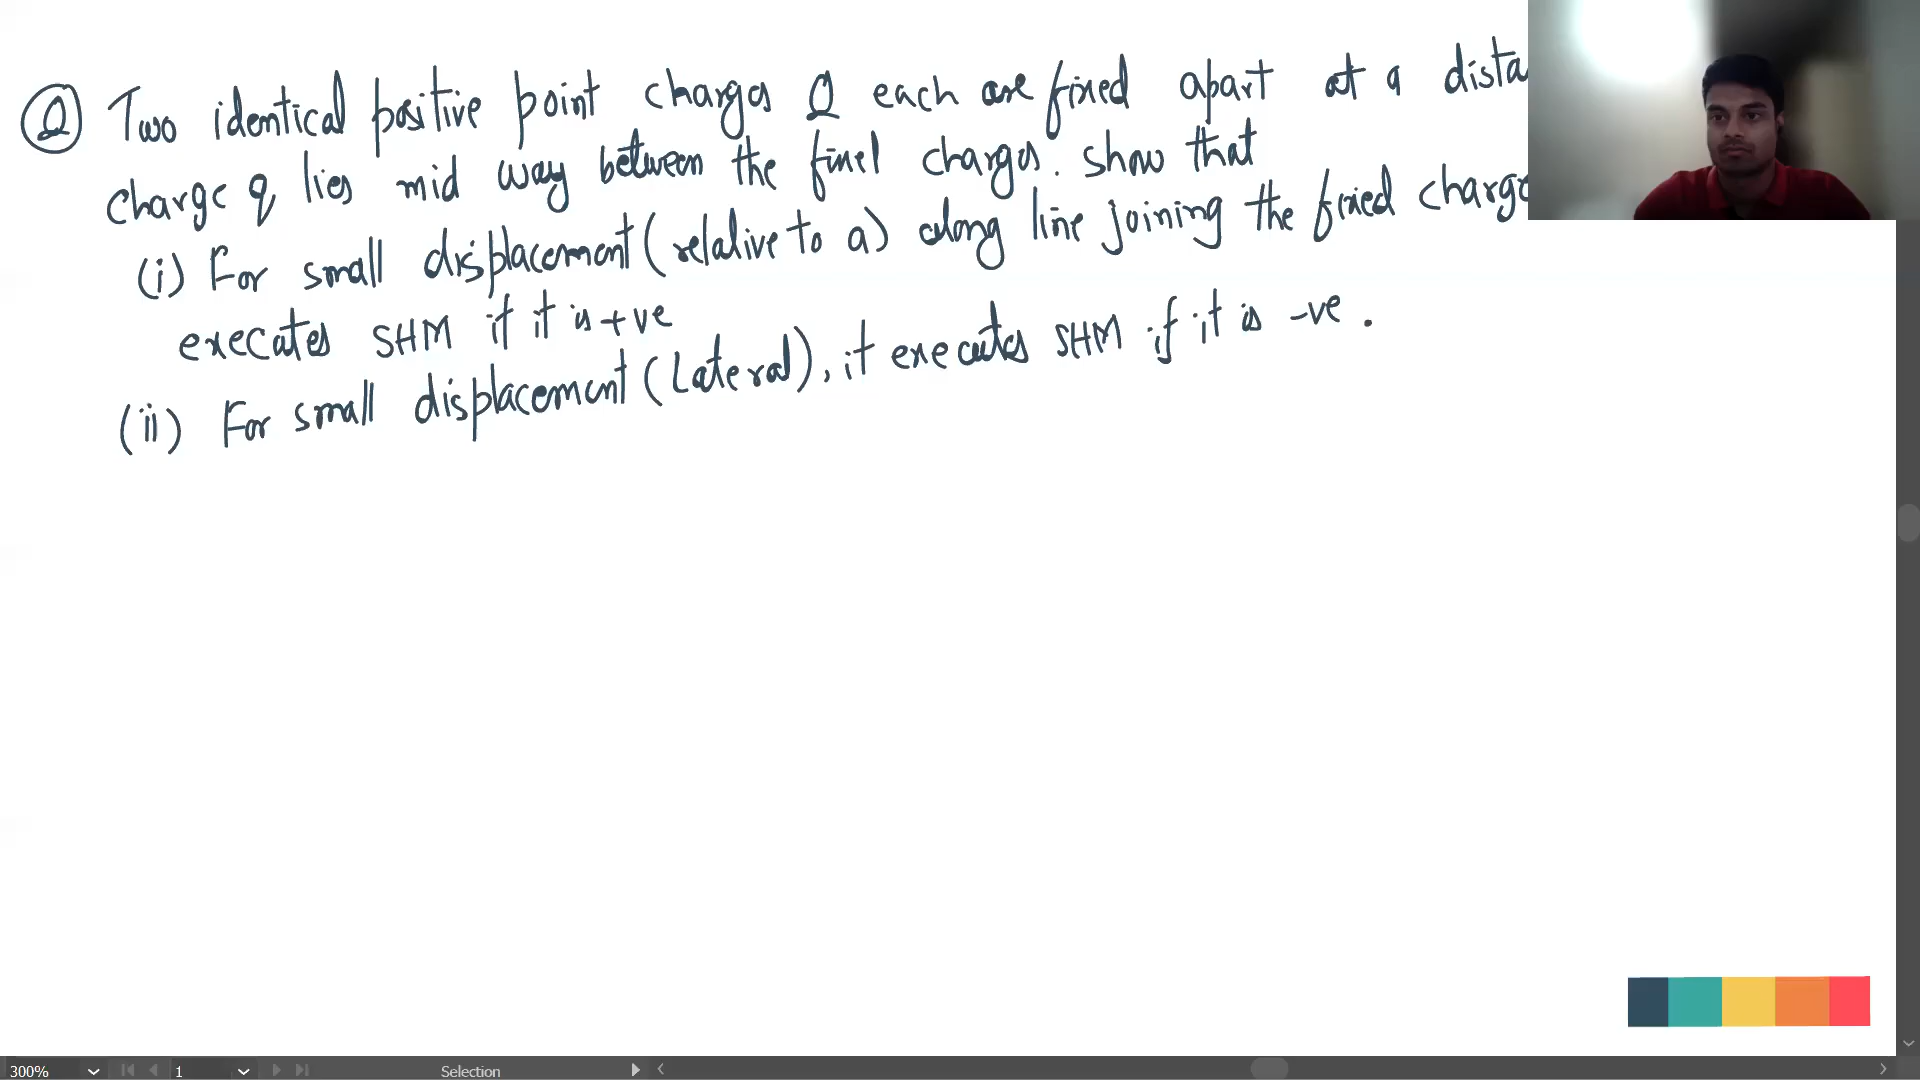 Q Two identical positive point charges Q each are fixed apart at a dista
charge q lies mid way between the fixel charges. Show that
(i) For small displacement (relative to a) along line joining the fixed charge
execates SHM if it is +ve
(ii) For small displacement (Lateral), it executes SHM if it is -ve.
300%
1
Selection